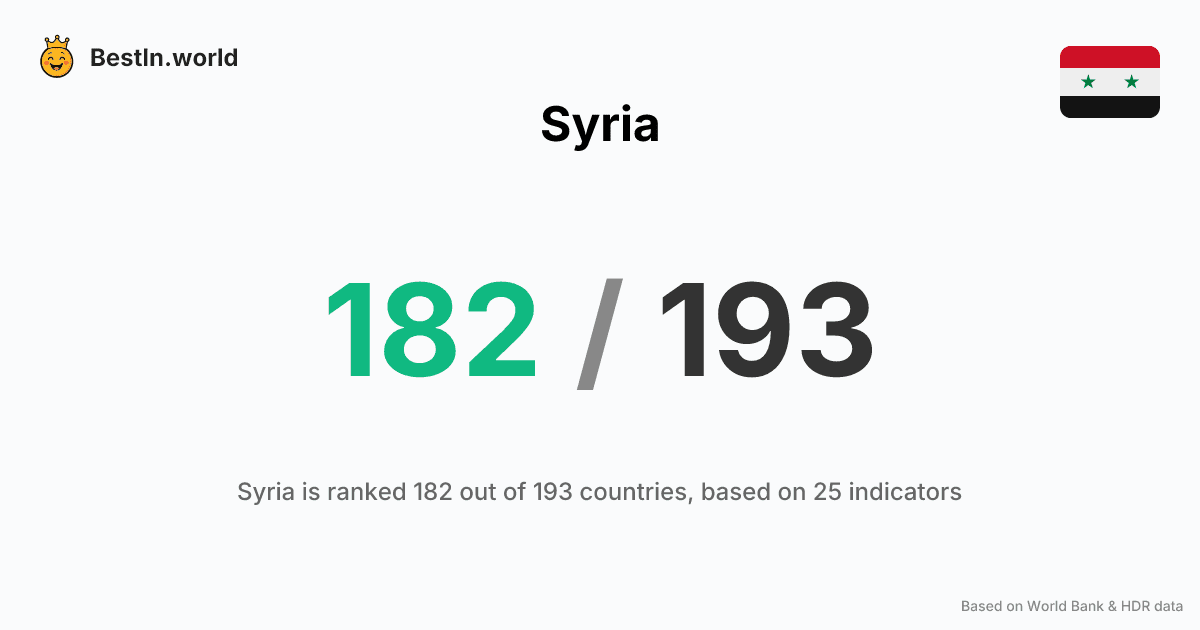 BestIn.world
Syria
182 / 193
Syria is ranked 182 out of 193 countries, based on 25 indicators
Based on World Bank & HDR data